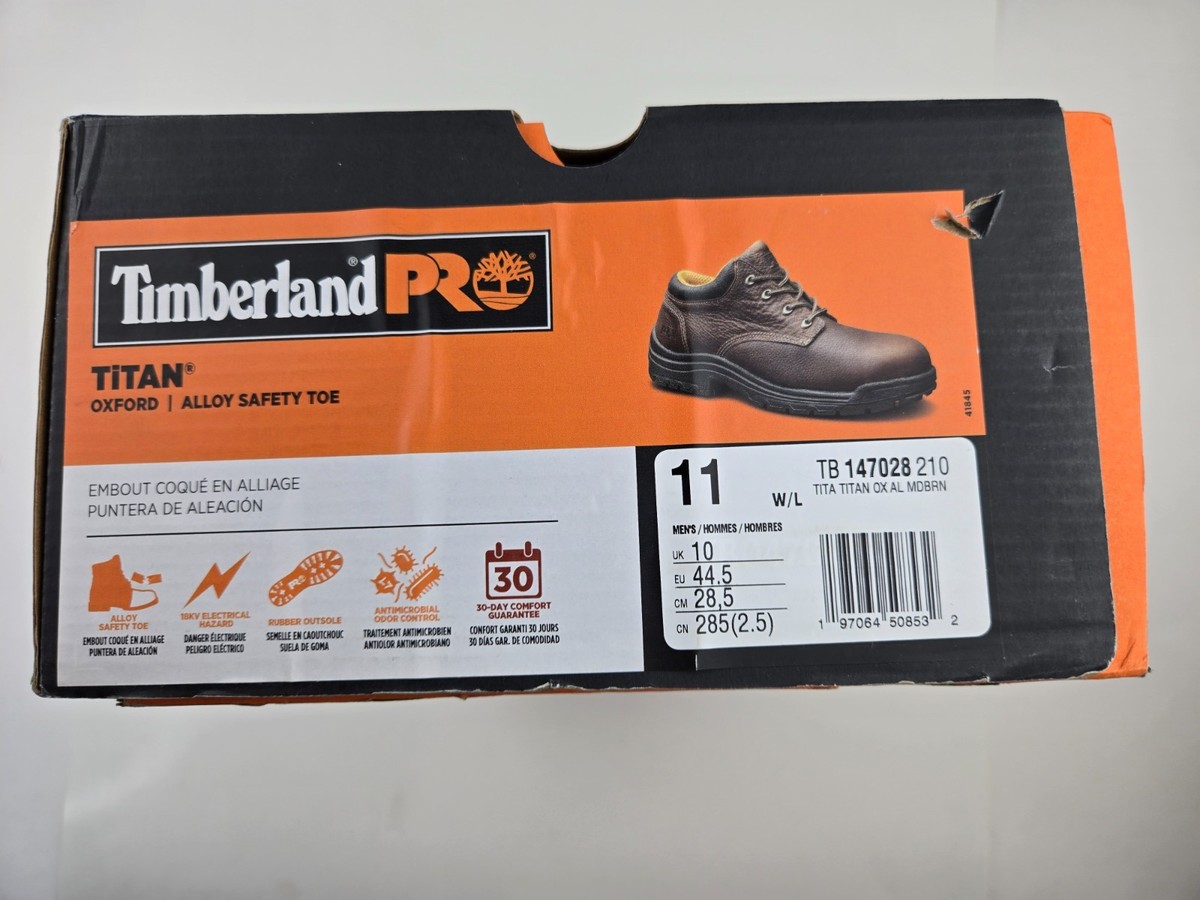 Timberland® PRO®
TiTAN®
OXFORD | ALLOY SAFETY TOE
41845
EMBOUT COQUÉ EN ALLIAGE
PUNTERA DE ALEACIÓN
ALLOY
SAFETY TOE
EMBOUT COQUÉ EN ALLIAGE
PUNTERA DE ALEACIÓN
18KV ELECTRICAL
HAZARD
DANGER ÉLECTRIQUE
PELIGRO ELÉCTRICO
RUBBER OUTSOLE
SEMELLE EN CAOUTCHOUC
SUELA DE GOMA
ANTIMICROBIAL
ODOR CONTROL
TRAITEMENT ANTIMICROBIEN
ANTIOLOR ANTIMICROBIANO
30
30-DAY COMFORT
GUARANTEE
CONFORT GARANTI 30 JOURS
30 DÍAS GAR. DE COMODIDAD
11 W/L
TB 147028 210
TITA TITAN OX AL MDBRN
MEN'S / HOMMES / HOMBRES
UK 10
EU 44.5
CM 28,5
CN 285(2.5)
1 97064 50853 2